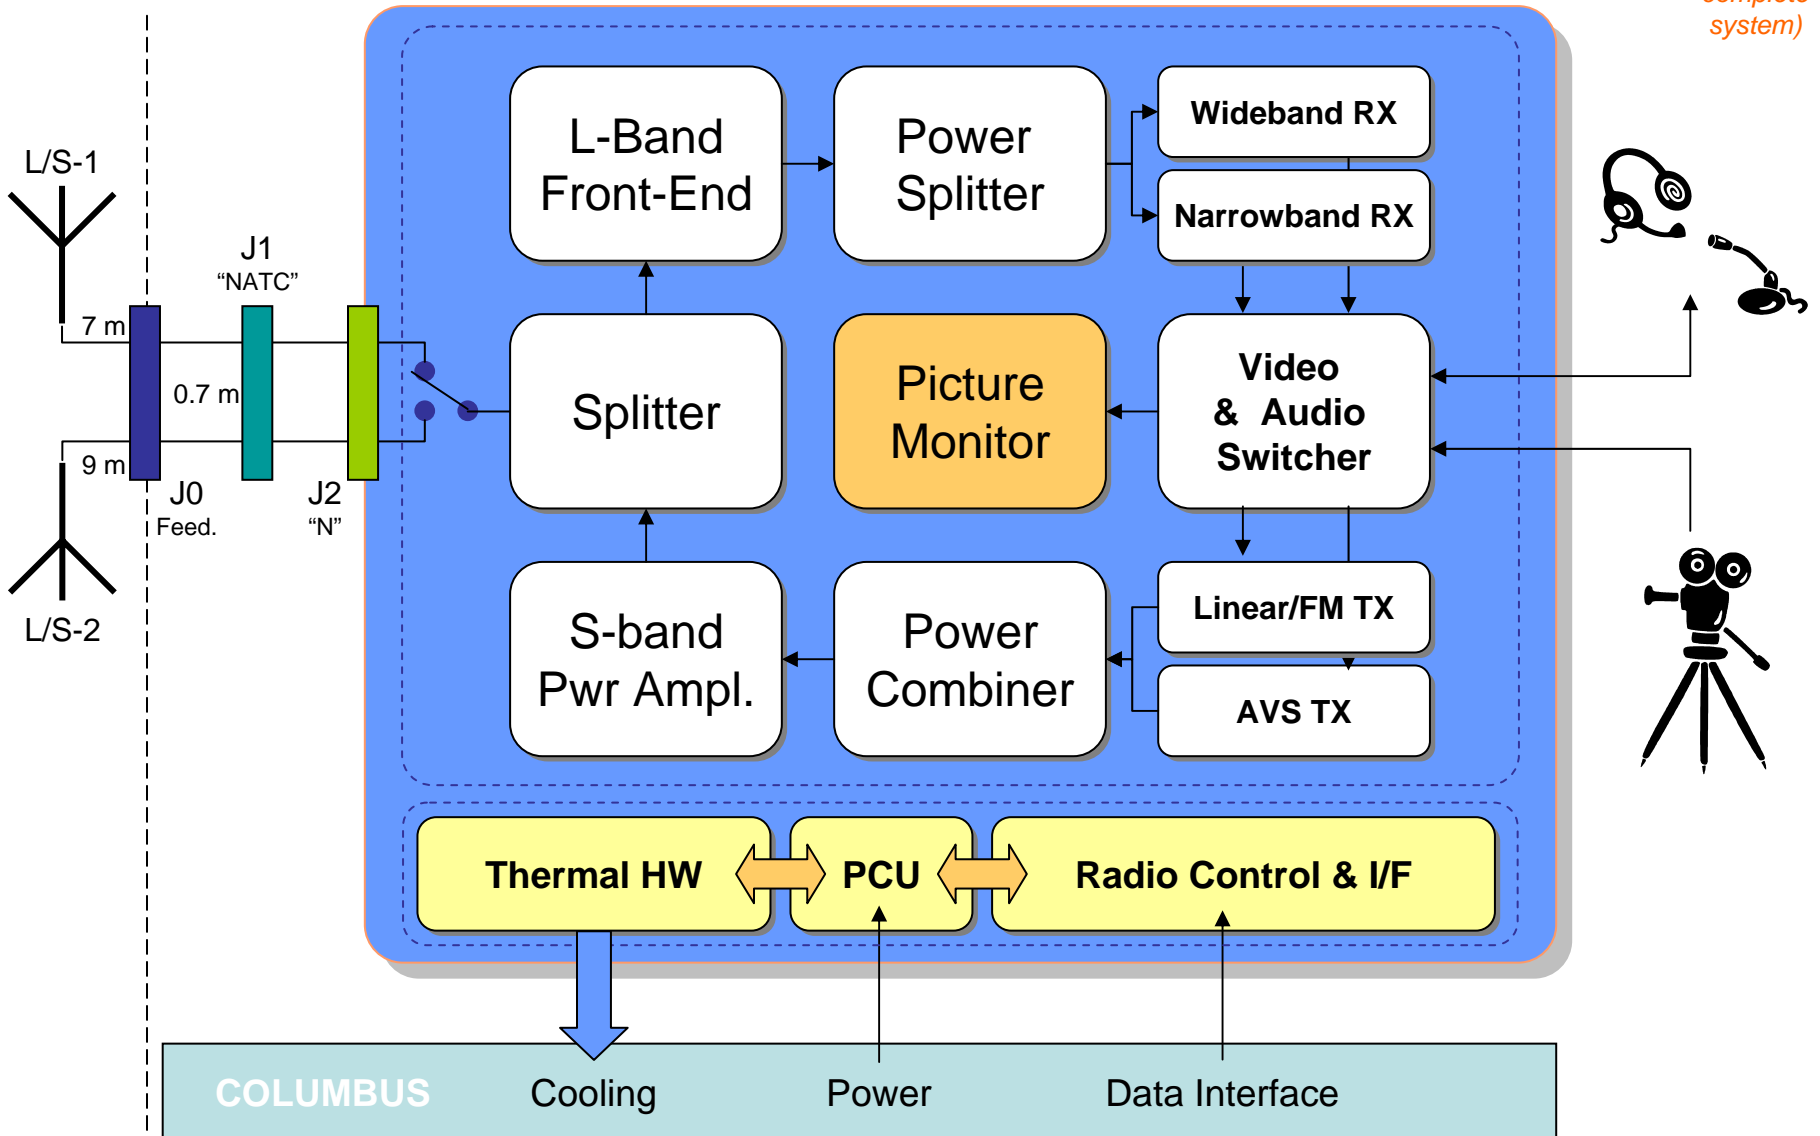 complete
system)
L-Band
Front-End
Power
Splitter
Wideband RX
Narrowband RX
L/S-1
J1
“NATC”
7 m
0.7 m
9 m
J0
Feed.
J2
“N”
L/S-2
Splitter
Picture
Monitor
Video
& Audio
Switcher
S-band
Pwr Ampl.
Power
Combiner
Linear/FM TX
AVS TX
Thermal HW
PCU
Radio Control & I/F
COLUMBUS
Cooling
Power
Data Interface